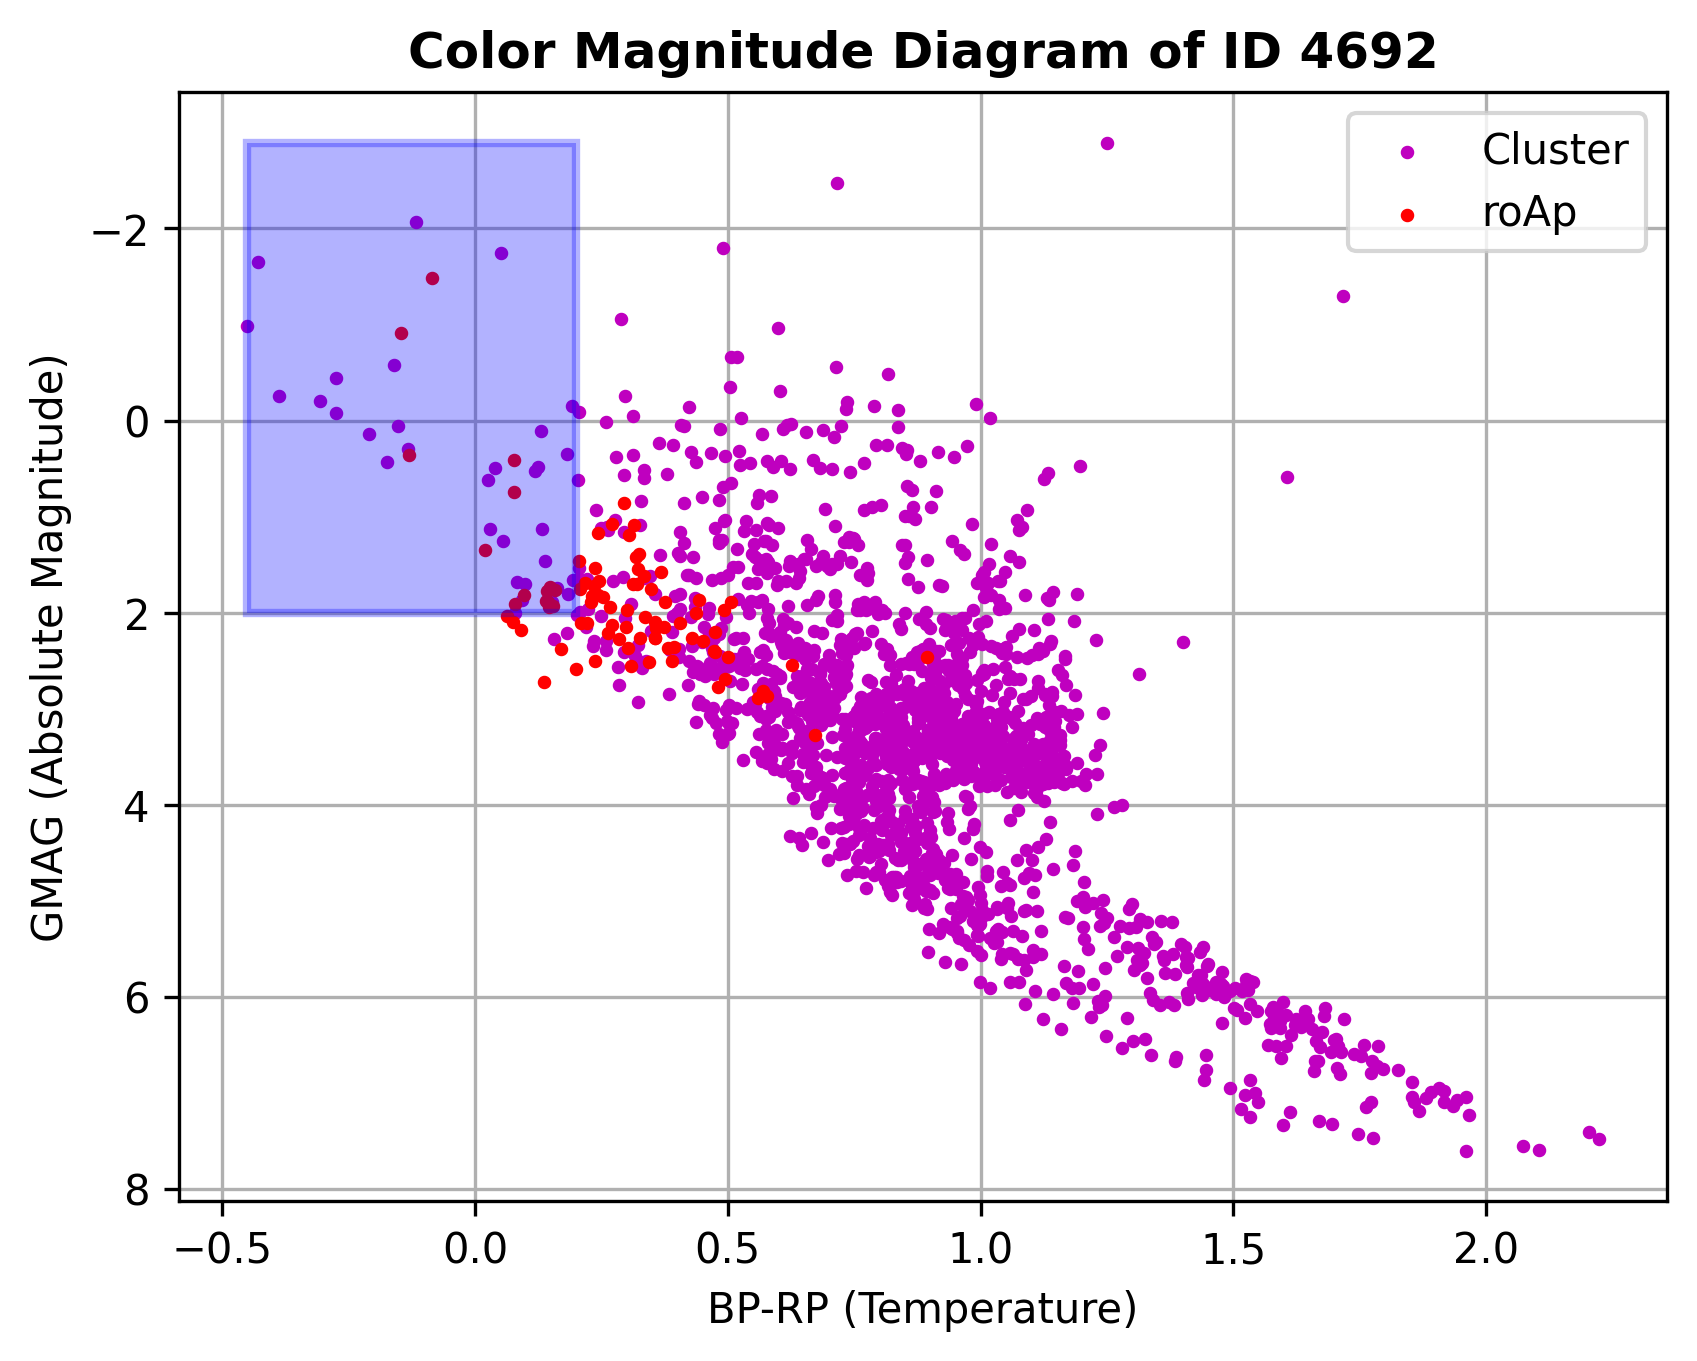 Color Magnitude Diagram of ID 4692
Cluster
roAp
−2
0
2
4
6
8
GMAG (Absolute Magnitude)
−0.5 0.0 0.5 1.0 1.5 2.0
BP-RP (Temperature)